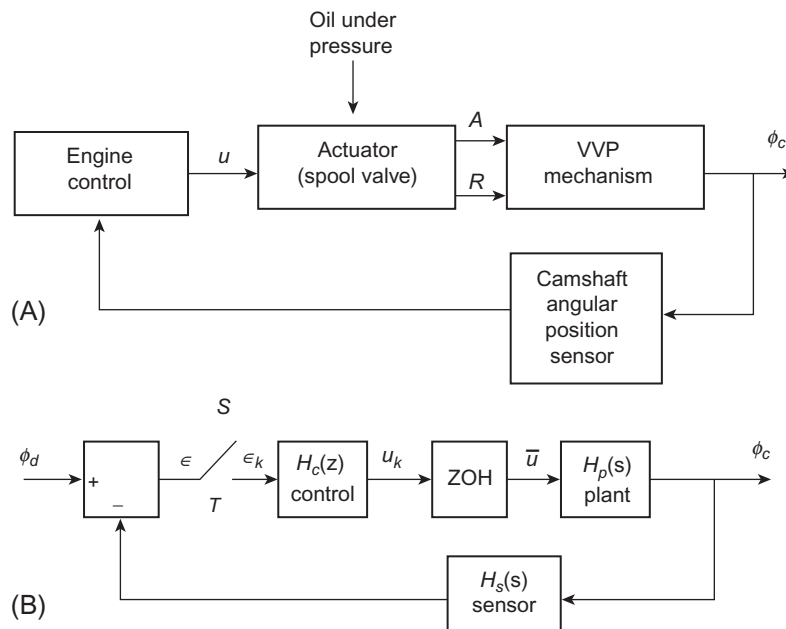 Oil under
pressure
Engine
control
u
Actuator
(spool valve)
A
R
VVP
mechanism
ϕc
Camshaft
angular
position
sensor
(A)
ϕd
+
−
ϵ
S
T
ϵk
Hc(z)
control
uk
ZOH
u̅
Hp(s)
plant
ϕc
Hs(s)
sensor
(B)